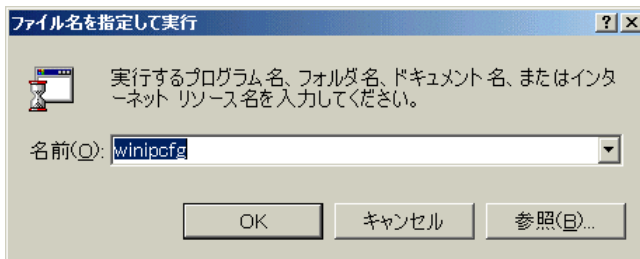 ファイル名を指定して実行
実行するプログラム名、フォルダ名、ドキュメント名、またはインタ
ーネット リソース名を入力してください。
名前(O): winipcfg
OK キャンセル 参照(B)...